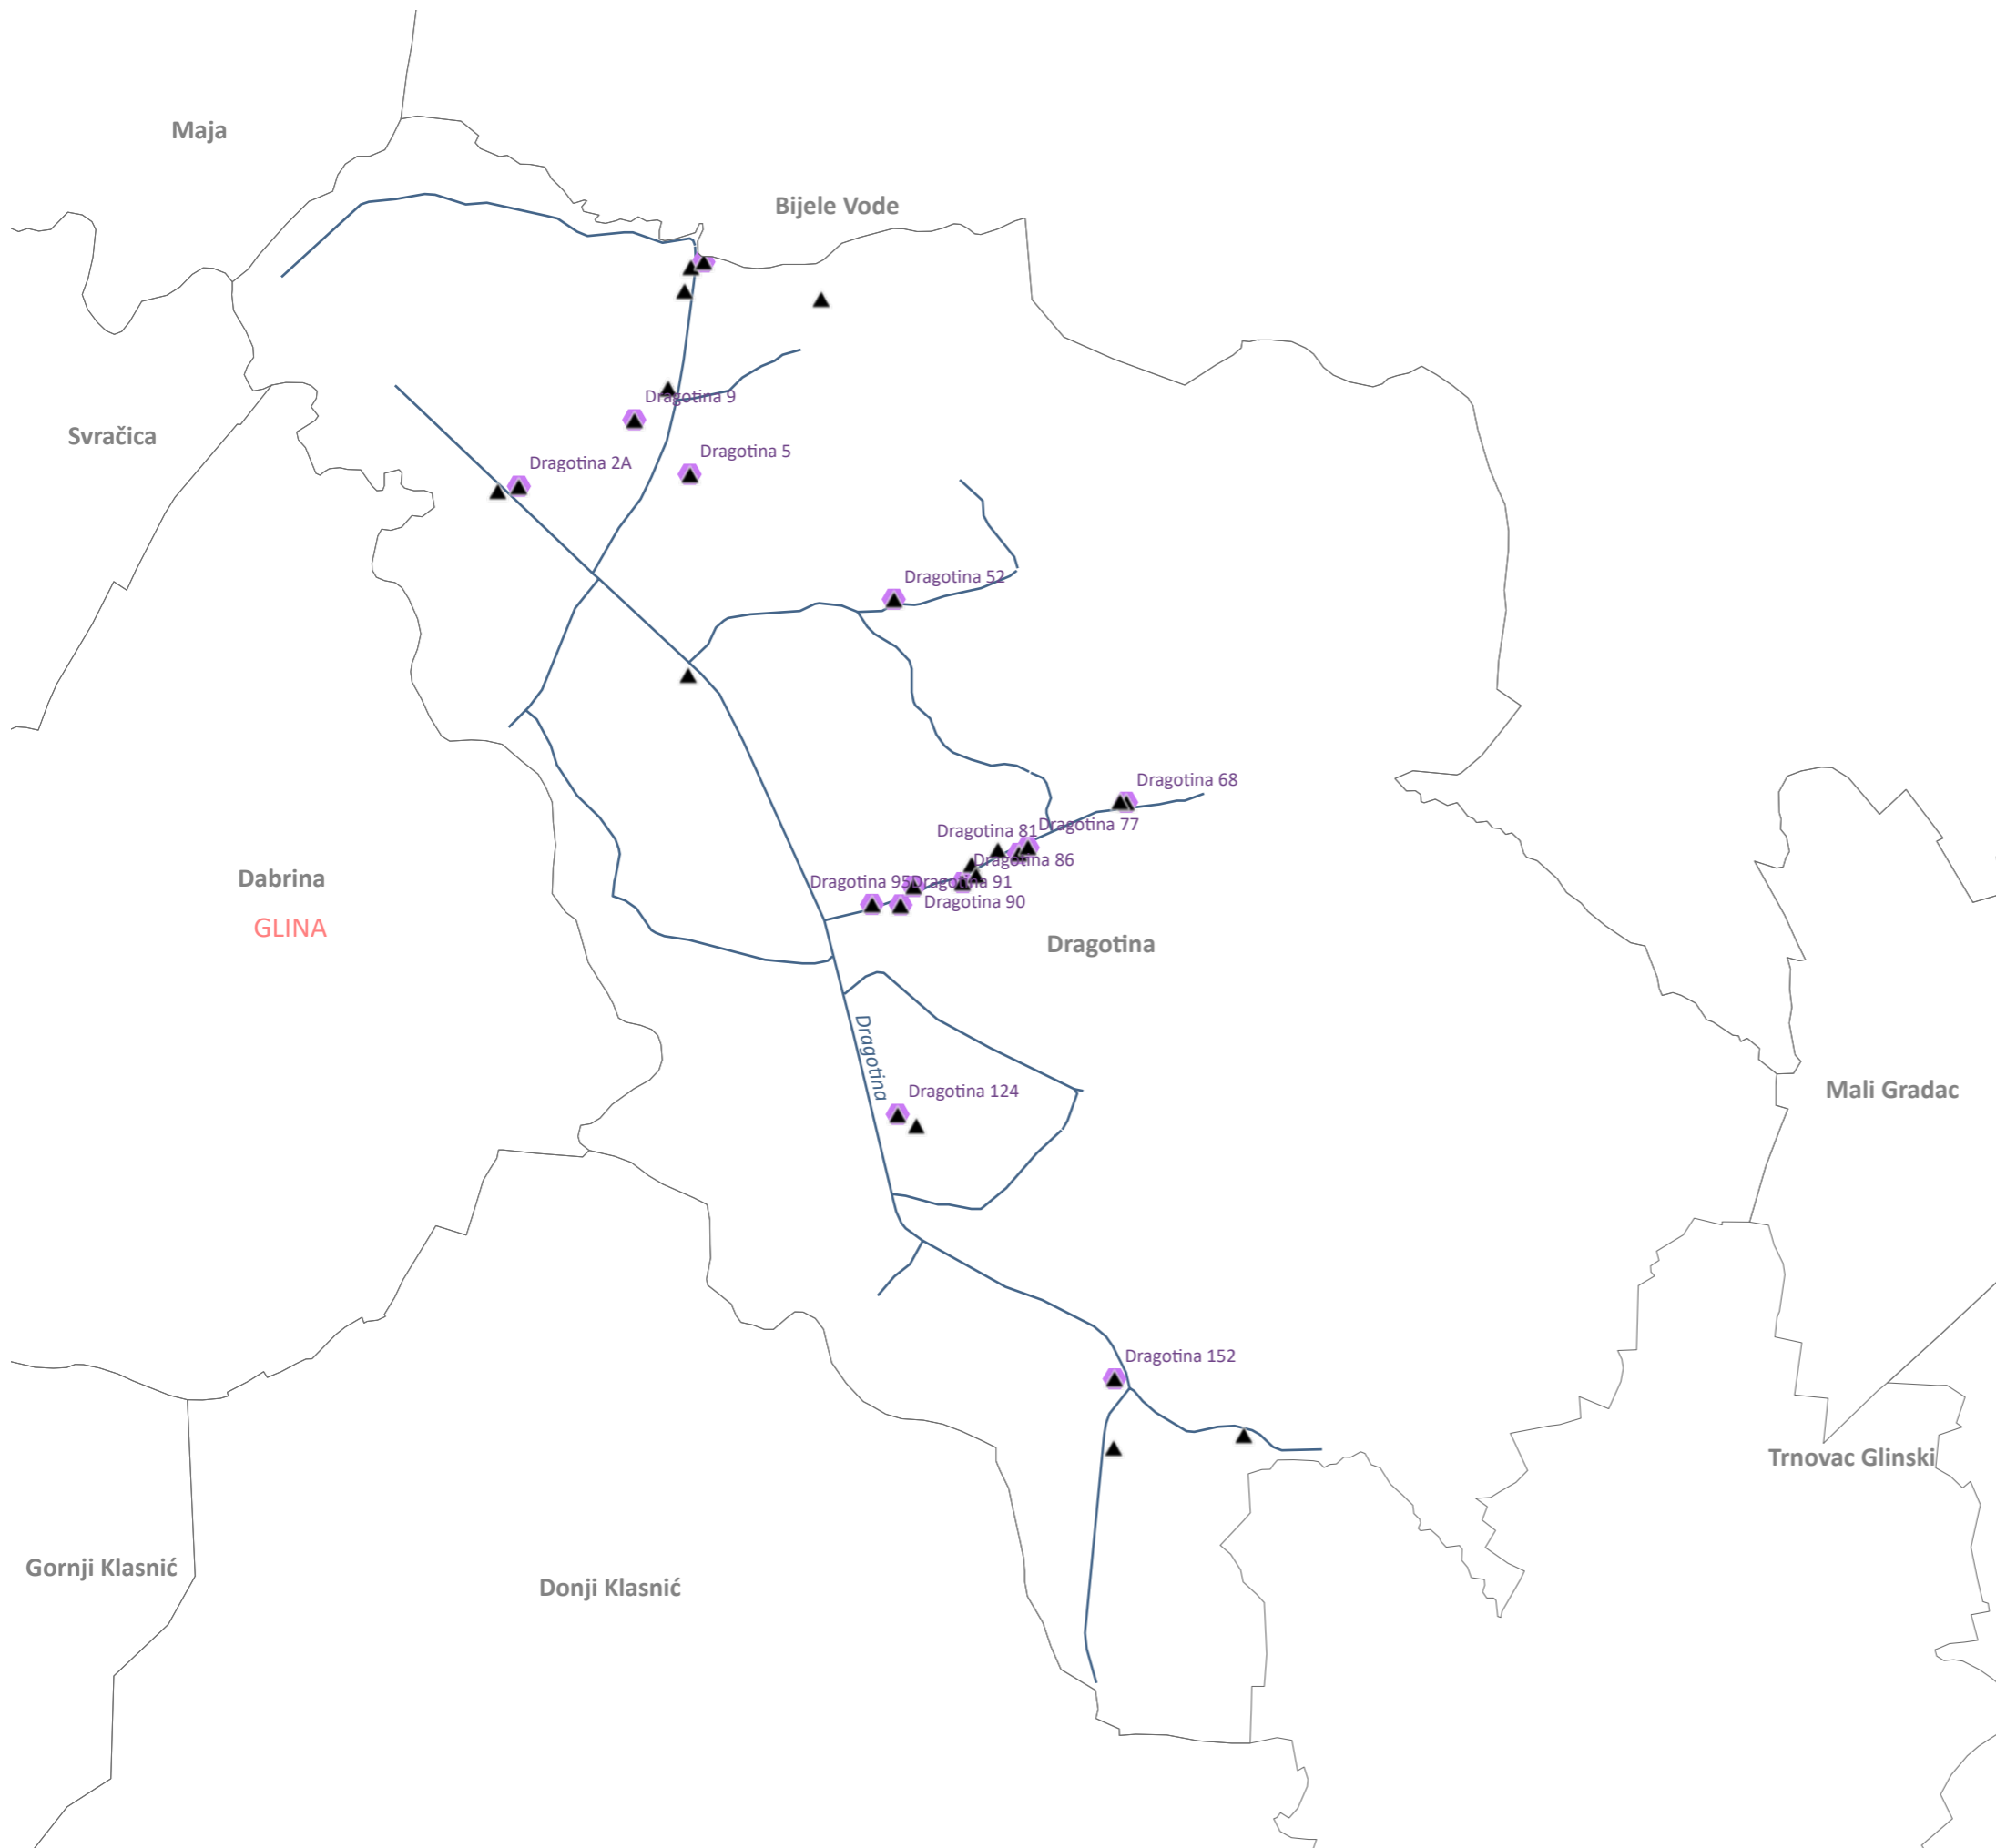 Maja
Bijele Vode
Dragotina 9
Svračica
Dragotina 5
Dragotina 2A
Dragotina 52
Dragotina 68
Dragotina 77
Dragotina 81
Dragotina 86
Dabrina
Dragotina 95
Dragotina 91
Dragotina 90
GLINA
Dragotina
Dragotina
Dragotina 124
Mali Gradac
Dragotina 152
Trnovac Glinski
Gornji Klasnić
Donji Klasnić